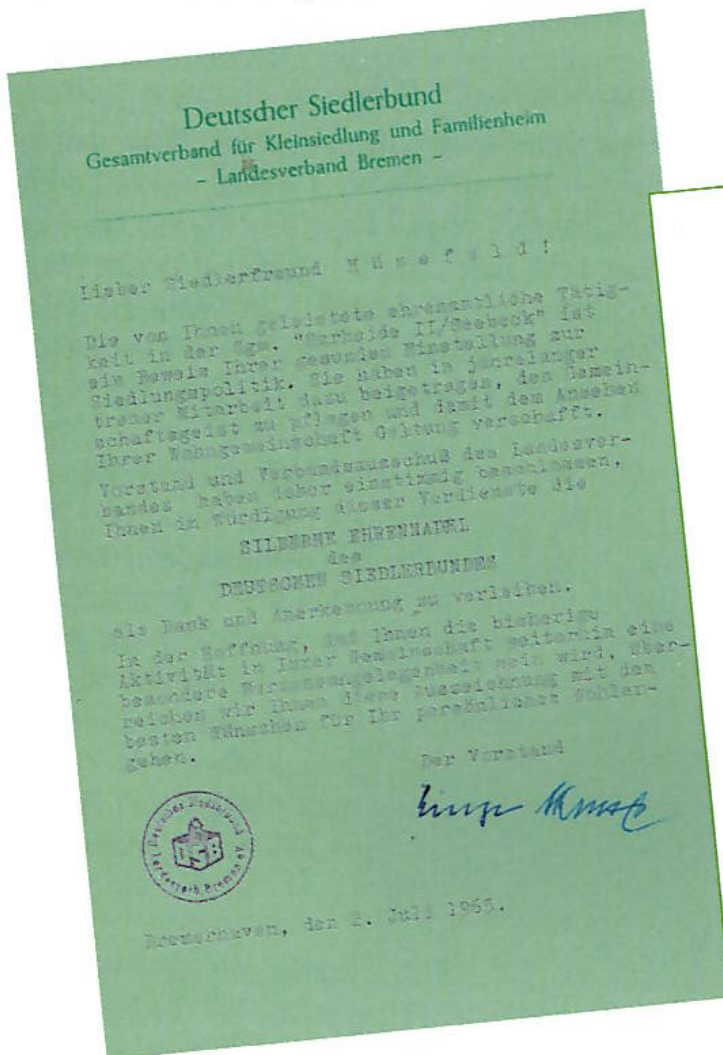 Deutscher Siedlerbund
Gesamtverband für Kleinsiedlung und Familienheim
- Landesverband Bremen -
Lieber Siedlerfreund
Die von Ihnen geleistete ehrenamtliche Tätig-
keit in der Sgm. "Surheide II/Seebeck" ist
ein Beweis Ihrer gesunden Einstellung zur
Siedlungspolitik. Sie haben in jahrelanger
treuer Mitarbeit dazu beigetragen, den Gemein-
schaftsgeist zu pflegen und damit dem Ansehen
Ihrer Wohngemeinschaft Geltung verschafft.
Vorstand und Verbandsausschuß des Landesver-
bandes haben daher einstimmig beschlossen,
Ihnen in Würdigung dieser Verdienste die
SILBERNE EHRENNADEL
des
DEUTSCHEN SIEDLERBUNDES
als Dank und Anerkennung zu verleihen.
In der Hoffnung, daß Ihnen die bisherige
Aktivität in Ihrer Gemeinschaft weiterhin eine
besondere Herzensangelegenheit sein wird, über-
reichen wir Ihnen diese Auszeichnung mit den
besten Wünschen für Ihr persönliches Wohler-
gehen.
Der Vorstand
Deutscher Siedlerbund
DSB
Landesverb. Bremen e.V.
Bremerhaven, den 2. Juli